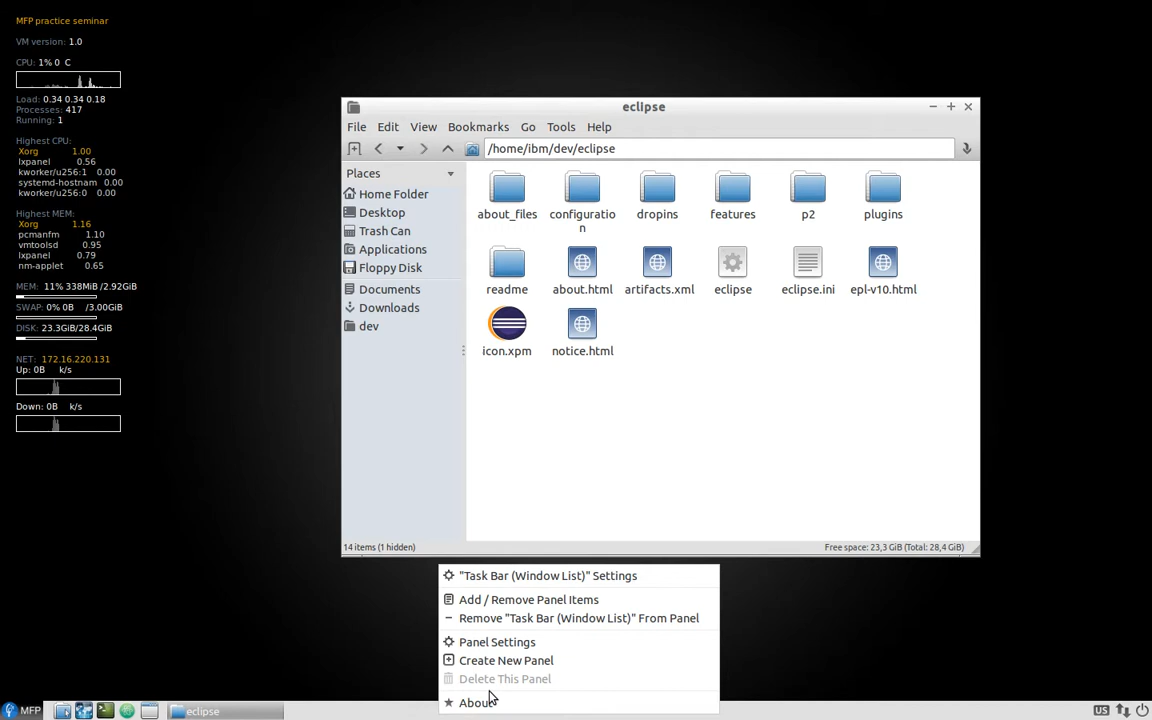 MFP practice seminar
VM version: 1.0
CPU: 1% 0 C
Load: 0.34 0.34 0.18
Processes: 417
Running: 1
Highest CPU:
Xorg 1.00
lxpanel 0.56
kworker/u256:1 0.00
systemd-hostnam 0.00
kworker/u256:0 0.00
Highest MEM:
Xorg 1.16
pcmanfm 1.10
vmtoolsd 0.95
lxpanel 0.79
nm-applet 0.65
MEM: 11% 338MiB /2.92GiB
SWAP: 0% 0B /3.00GiB
DISK: 23.3GiB/28.4GiB
NET: 172.16.220.131
Up: 0B k/s
Down: 0B k/s
eclipse
File Edit View Bookmarks Go Tools Help
/home/ibm/dev/eclipse
Places
Home Folder
Desktop
Trash Can
Applications
Floppy Disk
Documents
Downloads
dev
about_files configuratio dropins features p2 plugins
n
readme about.html artifacts.xml eclipse eclipse.ini epl-v10.html
icon.xpm notice.html
14 items (1 hidden) Free space: 23,3 GiB (Total: 28,4 GiB)
"Task Bar (Window List)" Settings
Add / Remove Panel Items
Remove "Task Bar (Window List)" From Panel
Panel Settings
Create New Panel
Delete This Panel
About
MFP eclipse US